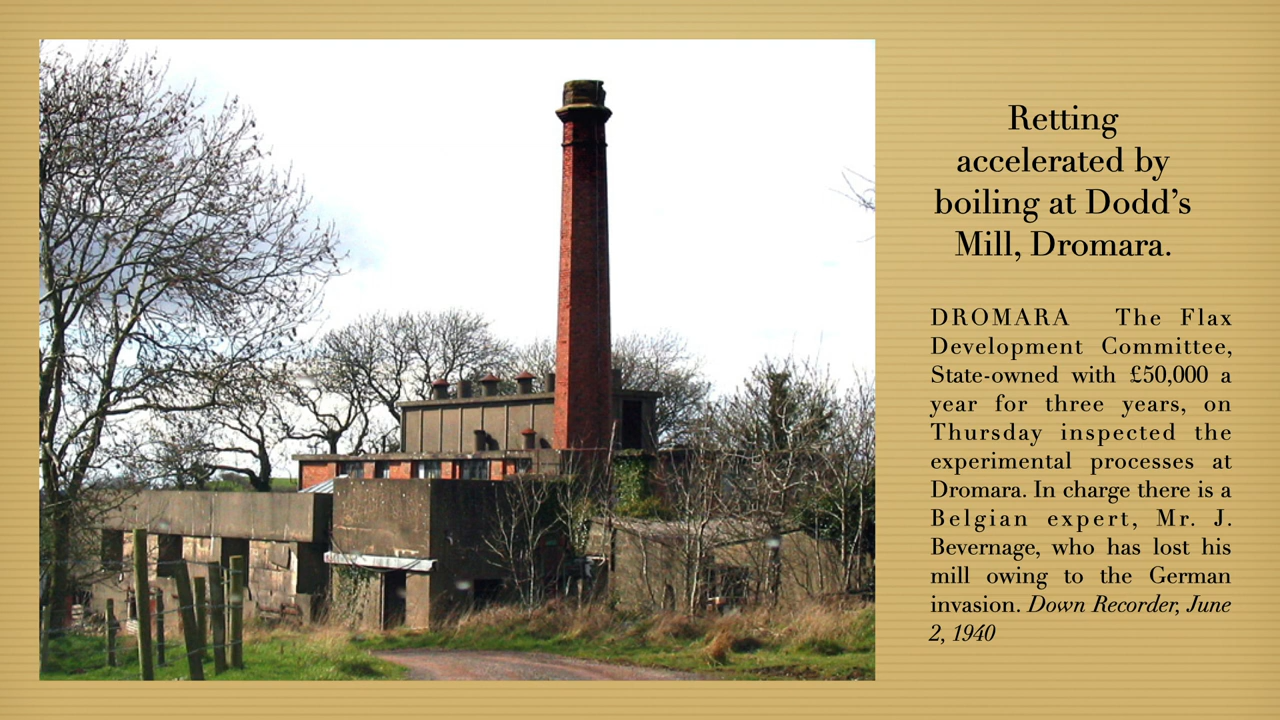 Retting
accelerated by
boiling at Dodd’s
Mill, Dromara.
DROMARA The Flax
Development Committee,
State-owned with £50,000 a
year for three years, on
Thursday inspected the
experimental processes at
Dromara. In charge there is a
Belgian expert, Mr. J.
Bevernage, who has lost his
mill owing to the German
invasion. Down Recorder, June
2, 1940